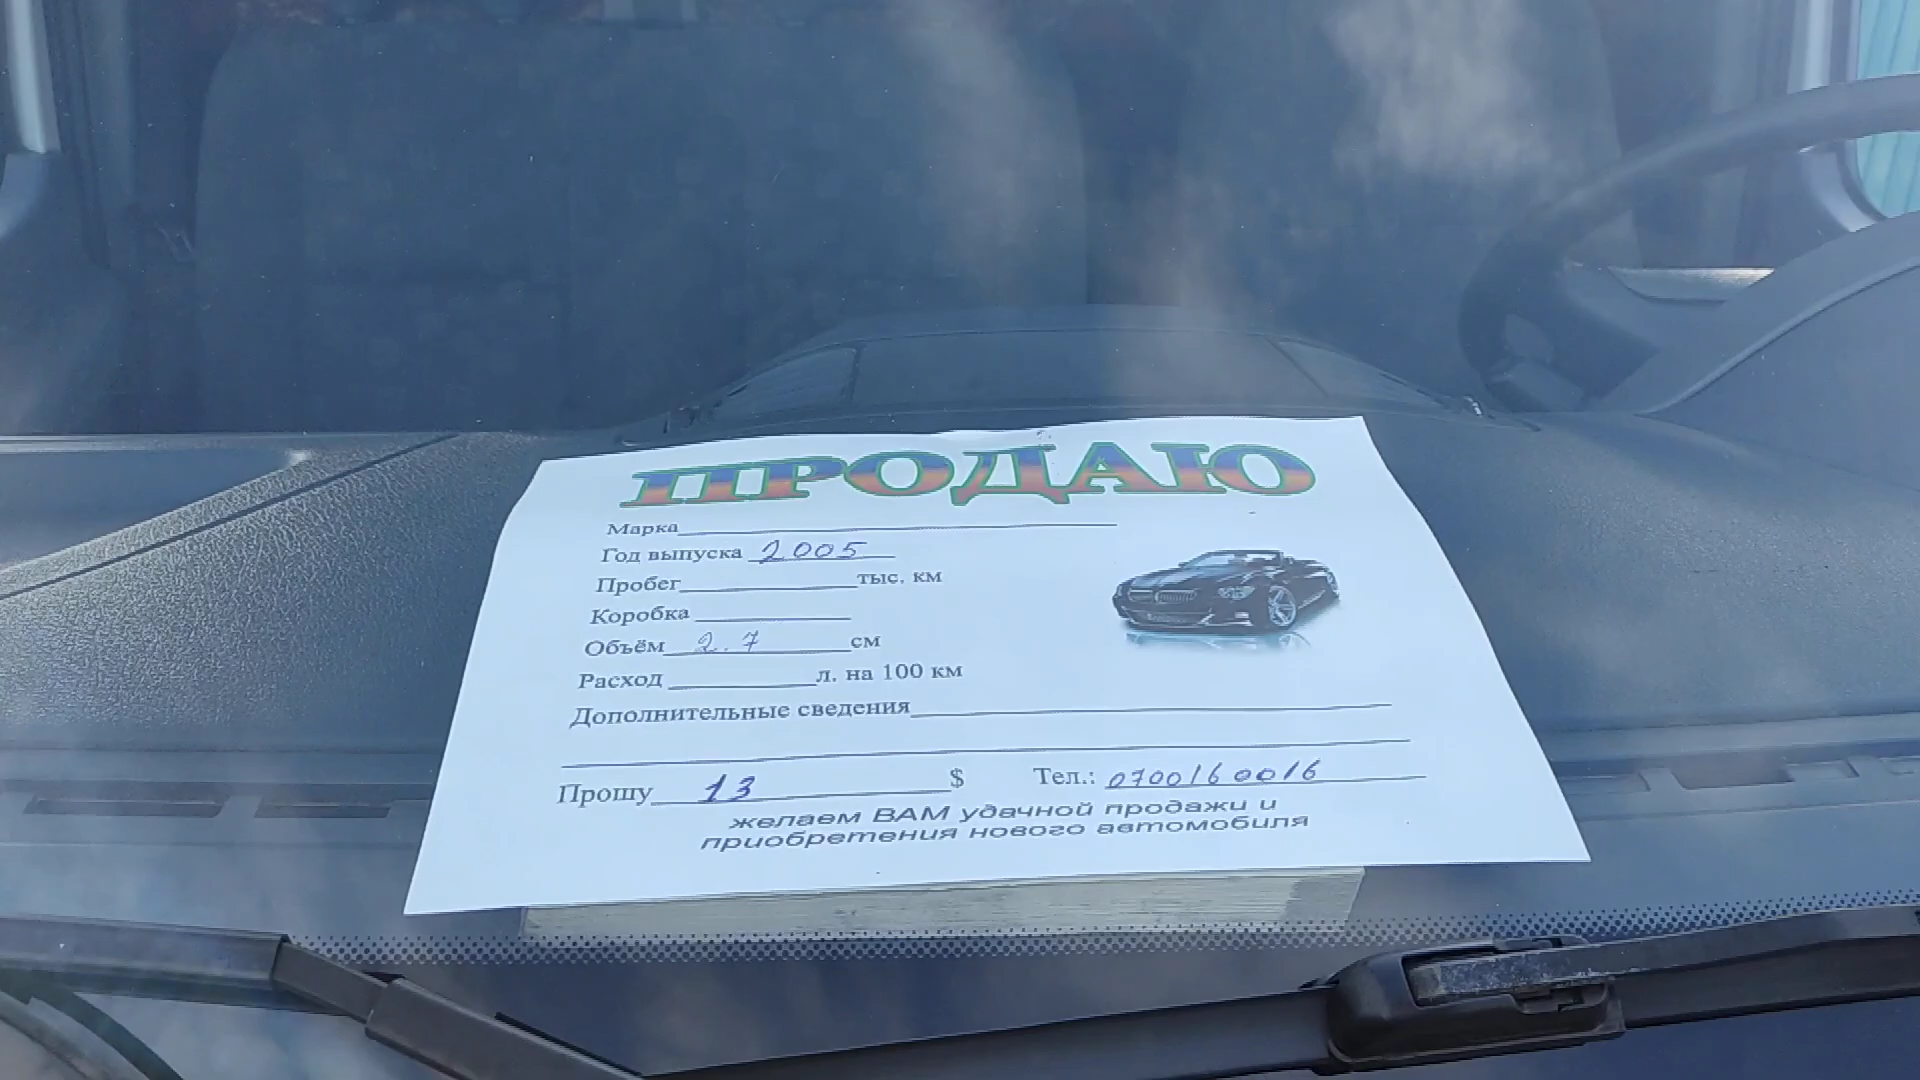 ПРОДАЮ
Марка
Год выпуска 2005
Пробег тыс. км
Коробка
Объём 2.7 см
Расход л. на 100 км
Дополнительные сведения
Прошу 13 $ Тел.: 0700160016
желаем ВАМ удачной продажи и
приобретения нового автомобиля